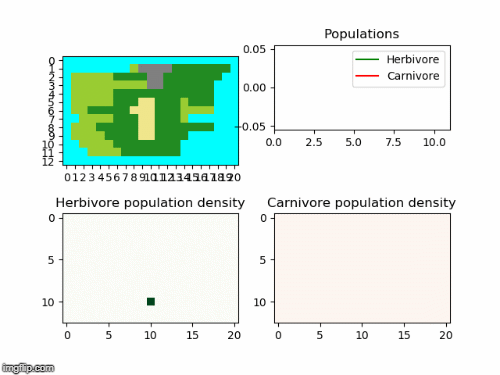 Populations
0
1
2
3
4
5
6
7
8
9
10
11
12
0 1 2 3 4 5 6 7 8 9 10 11 12 13 14 15 16 17 18 19 20
0.05
0.00
−0.05
0.0 2.5 5.0 7.5 10.0
Herbivore
Carnivore
Herbivore population density
0
5
10
0 5 10 15 20
Carnivore population density
0
5
10
0 5 10 15 20
imgflip.com